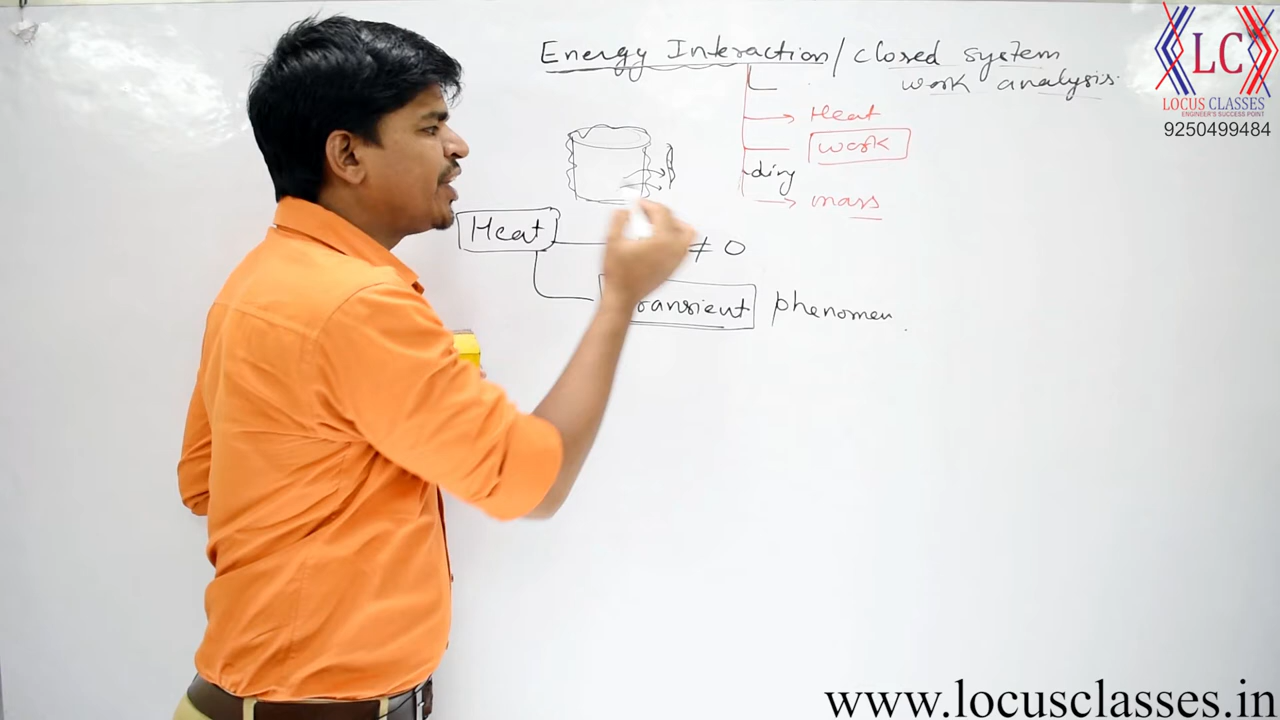 Energy Interaction / closed system
work analysis.
Heat
work
mass
Heat
≠ 0
phenomen
LC
LOCUS CLASSES
ENGINEER'S SUCCESS POINT
9250499484
www.locusclasses.in